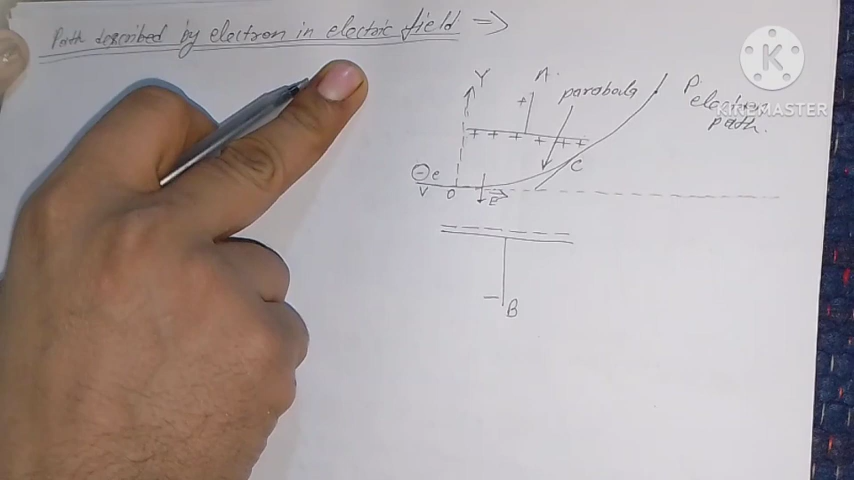 Path described by electron in electric field ⇒
Y
A
+
parabola
P
electron
path.
+ + + + + +
⊖ e
C
V
O
E
B
K
KINEMASTER